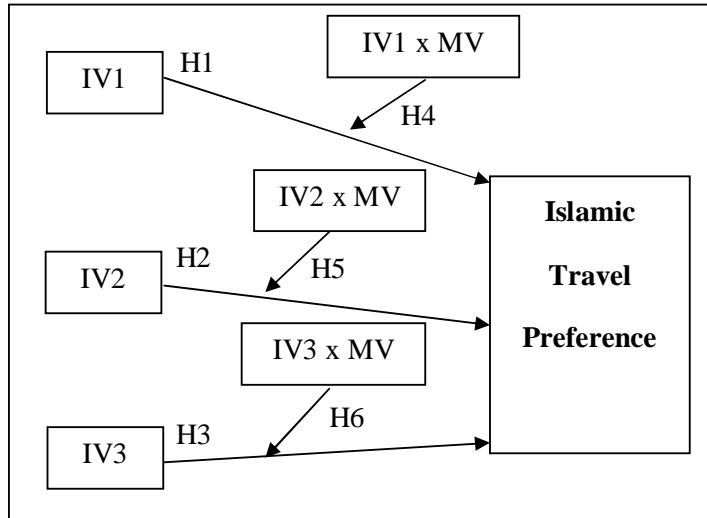 IV1 x MV
H1
IV1
H4
IV2 x MV
Islamic
Travel
Preference
H2
H5
IV2
IV3 x MV
H3
H6
IV3